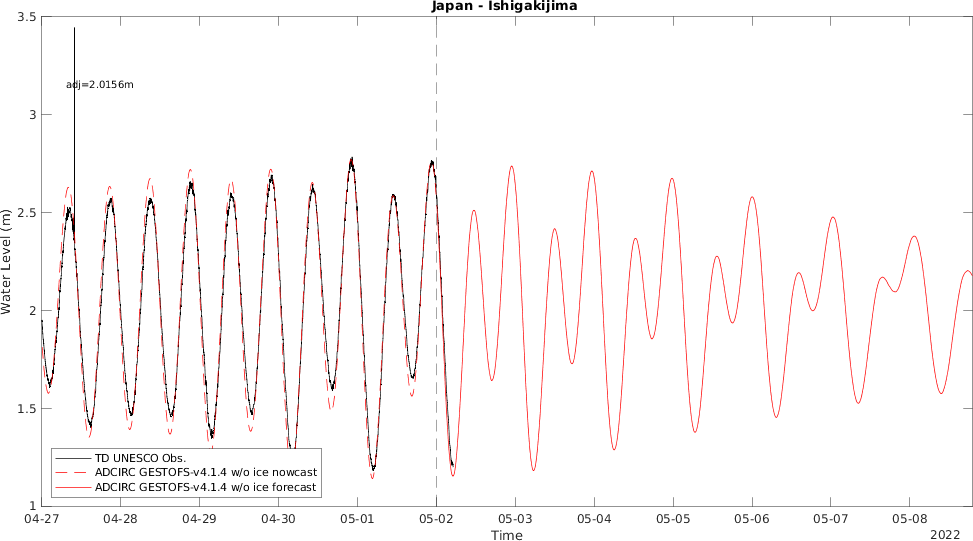 Japan - Ishigakijima
3.5
adj=2.0156m
3
2.5
Water Level (m)
2
1.5
TD UNESCO Obs.
ADCIRC GESTOFS-v4.1.4 w/o ice nowcast
ADCIRC GESTOFS-v4.1.4 w/o ice forecast
1
04-27 04-28 04-29 04-30 05-01 05-02 05-03 05-04 05-05 05-06 05-07 05-08
Time
2022